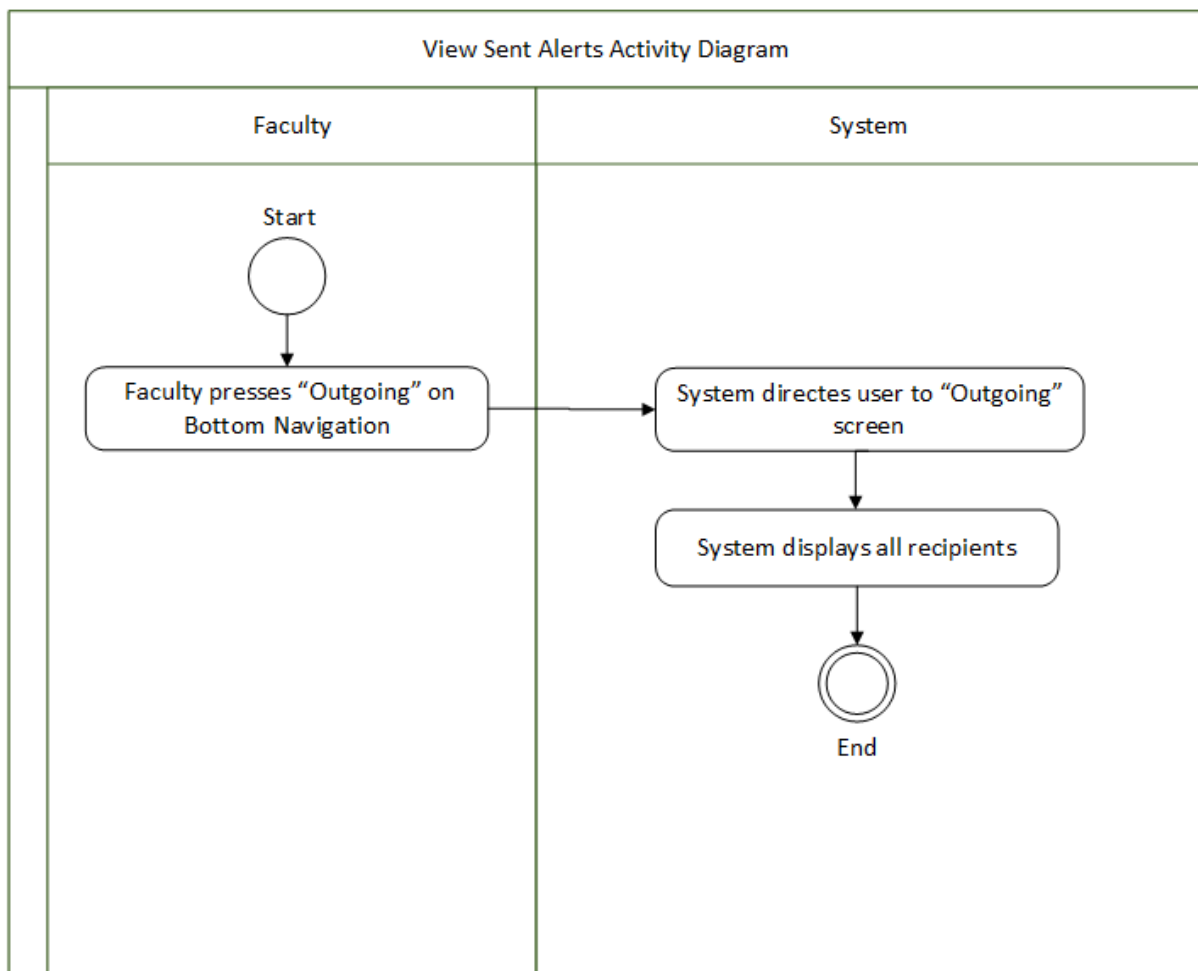 View Sent Alerts Activity Diagram
Faculty
System
Start
Faculty presses “Outgoing” on
Bottom Navigation
System directes user to “Outgoing”
screen
System displays all recipients
End